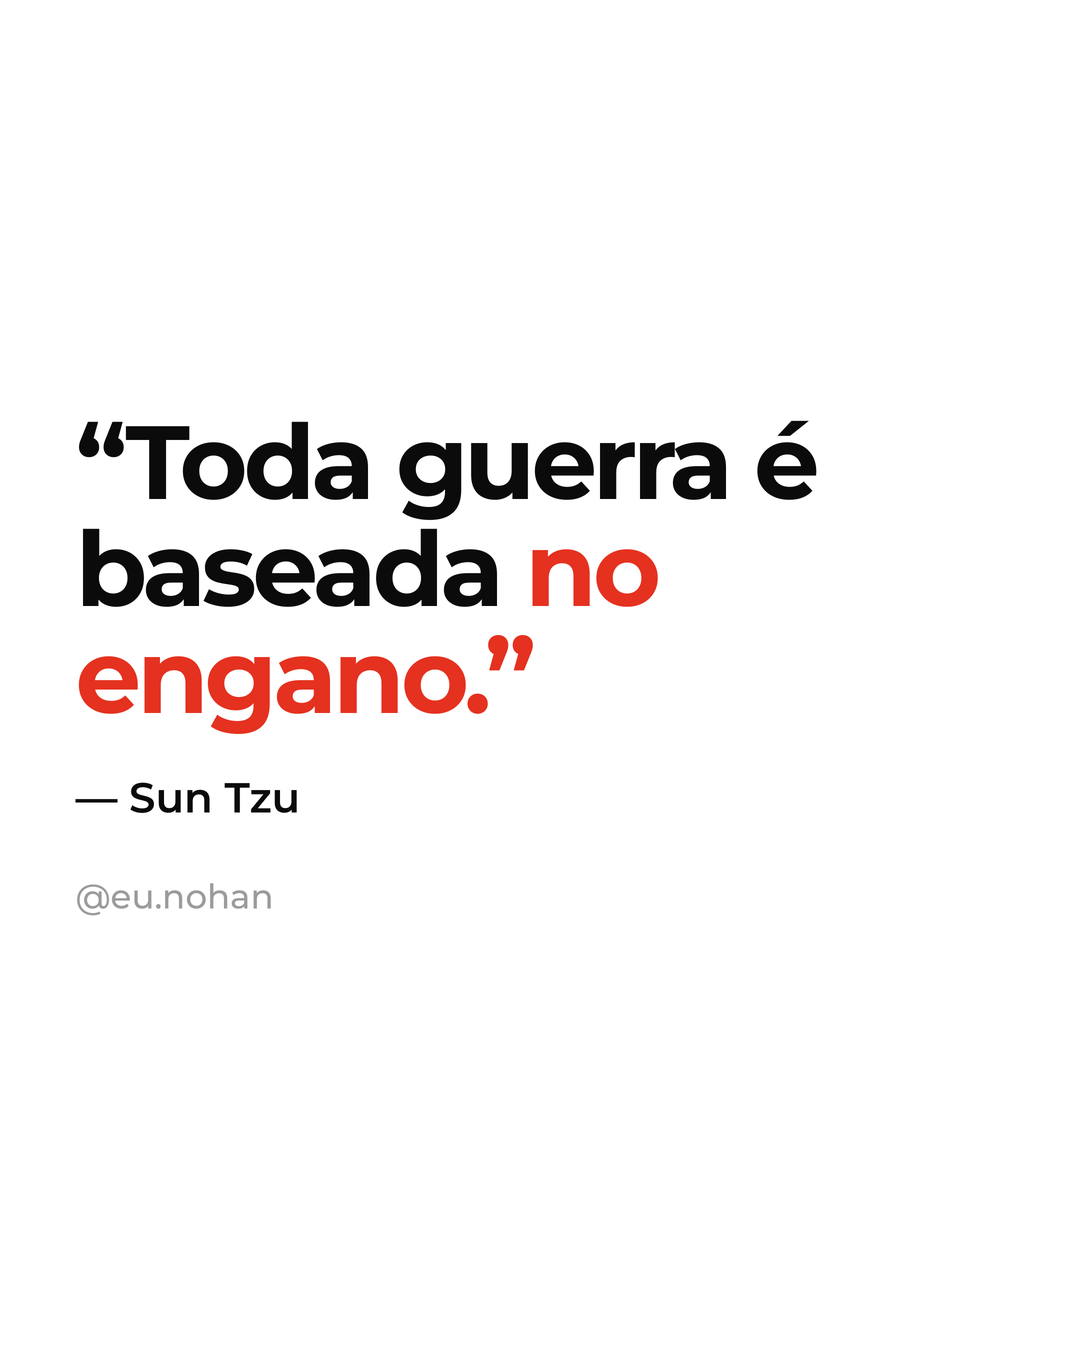 “Toda guerra é
baseada no
engano.”
— Sun Tzu
@eu.nohan